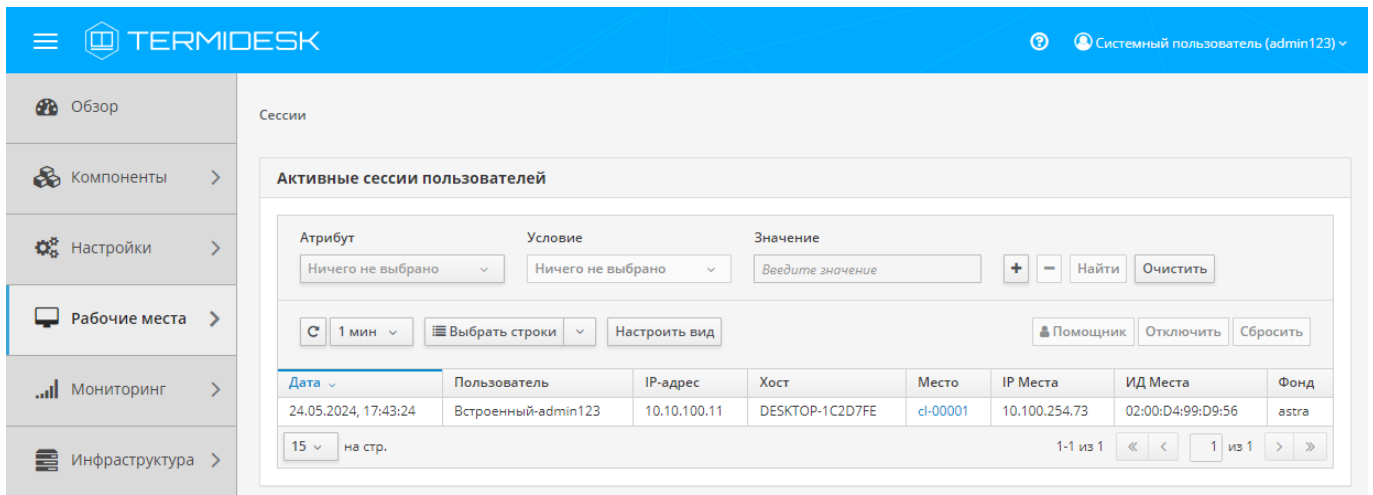 TERMIDESK
Системный пользователь (admin123)
Обзор
Компоненты
Настройки
Рабочие места
Мониторинг
Инфраструктура
Сессии
Активные сессии пользователей
Атрибут Условие Значение
Ничего не выбрано Ничего не выбрано Введите значение + − Найти Очистить
1 мин Выбрать строки Настроить вид Помощник Отключить Сбросить
Дата Пользователь IP-адрес Хост Место IP Места ИД Места Фонд
24.05.2024, 17:43:24 Встроенный-admin123 10.10.100.11 DESKTOP-1C2D7FE cl-00001 10.100.254.73 02:00:D4:99:D9:56 astra
15 на стр. 1-1 из 1 « < 1 из 1 > »